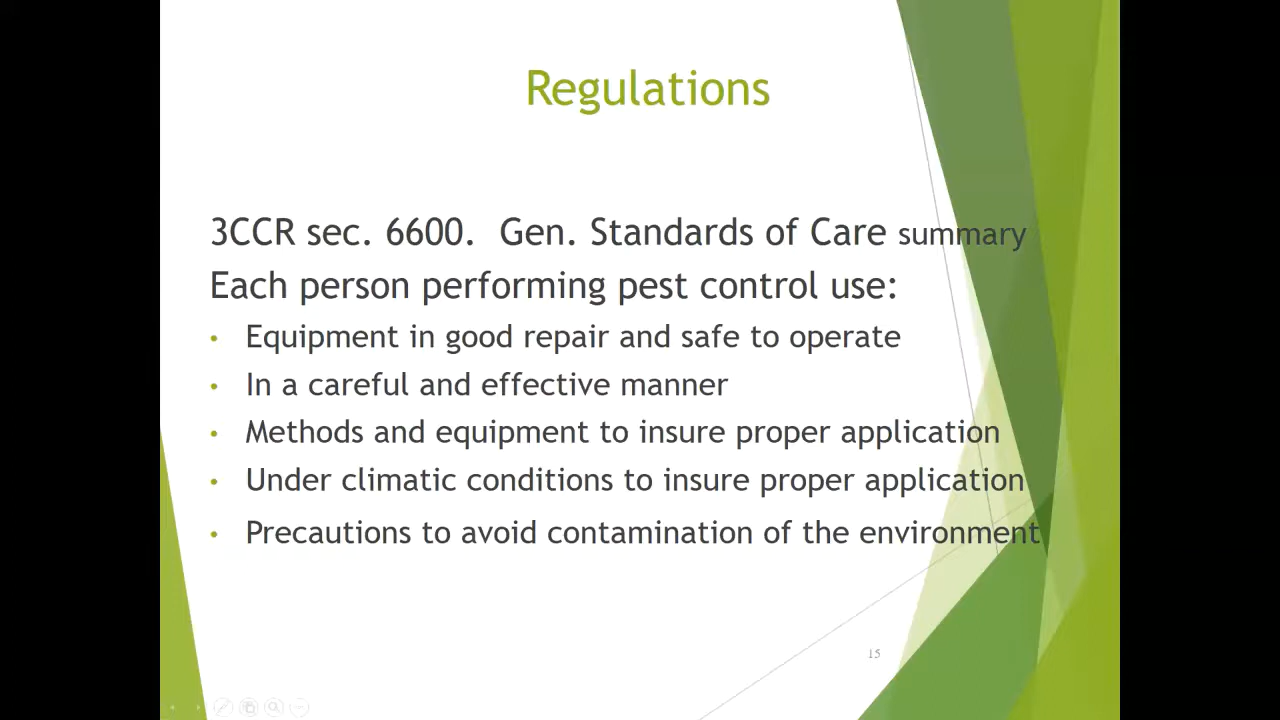 Regulations
3CCR sec. 6600.  Gen. Standards of Care summary
Each person performing pest control use:
• Equipment in good repair and safe to operate
• In a careful and effective manner
• Methods and equipment to insure proper application
• Under climatic conditions to insure proper application
• Precautions to avoid contamination of the environment
15